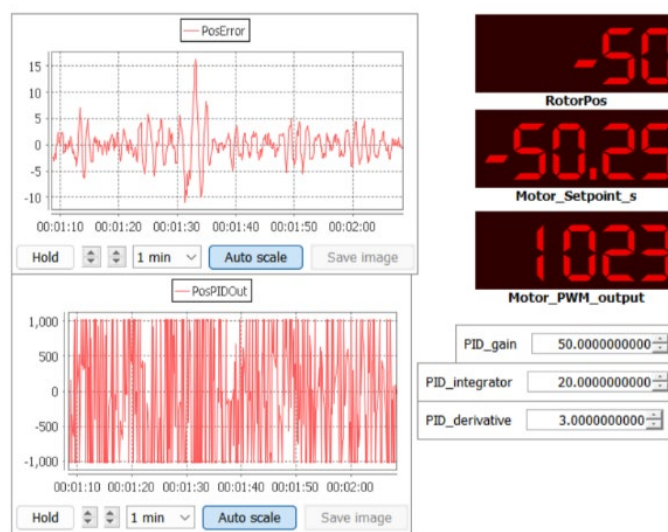 PosError
15
10
5
0
-5
-10
00:01:10 00:01:20 00:01:30 00:01:40 00:01:50 00:02:00
Hold 1 min Auto scale Save image
PosPIDOut
1,000
500
0
-500
-1,000
00:01:10 00:01:20 00:01:30 00:01:40 00:01:50 00:02:00
Hold 1 min Auto scale Save image
-50
RotorPos
-50.25
Motor_Setpoint_s
1023
Motor_PWM_output
PID_gain 50.0000000000
PID_integrator 20.0000000000
PID_derivative 3.0000000000